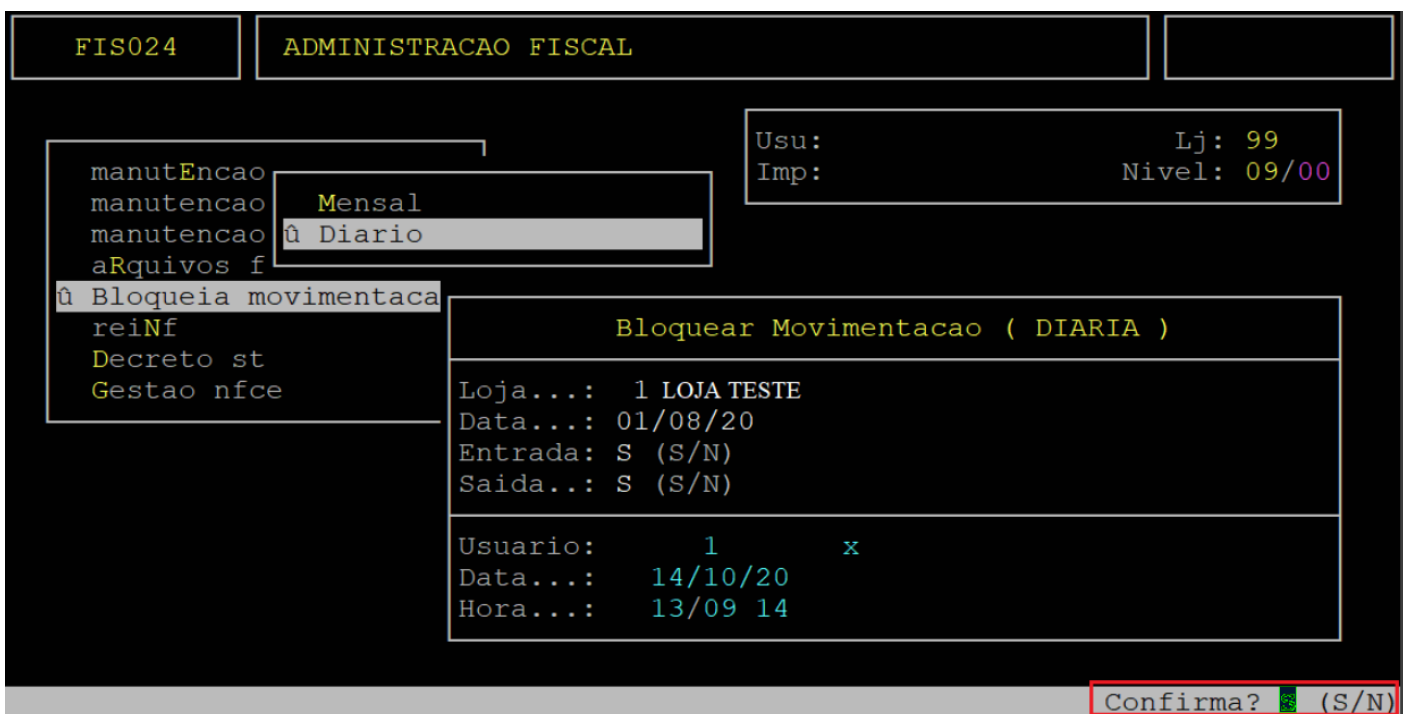 FIS024
ADMINISTRACAO FISCAL
Usu: Lj: 99
Imp: Nivel: 09/00
manutEncao
manutencao
manutencao
aRquivos f
û Bloqueia movimentaca
reiNf
Decreto st
Gestao nfce
Mensal
û Diario
Bloquear Movimentacao ( DIARIA )
Loja...: 1 LOJA TESTE
Data...: 01/08/20
Entrada: S (S/N)
Saida..: S (S/N)
Usuario: 1 x
Data...: 14/10/20
Hora...: 13/09 14
Confirma? (S/N)